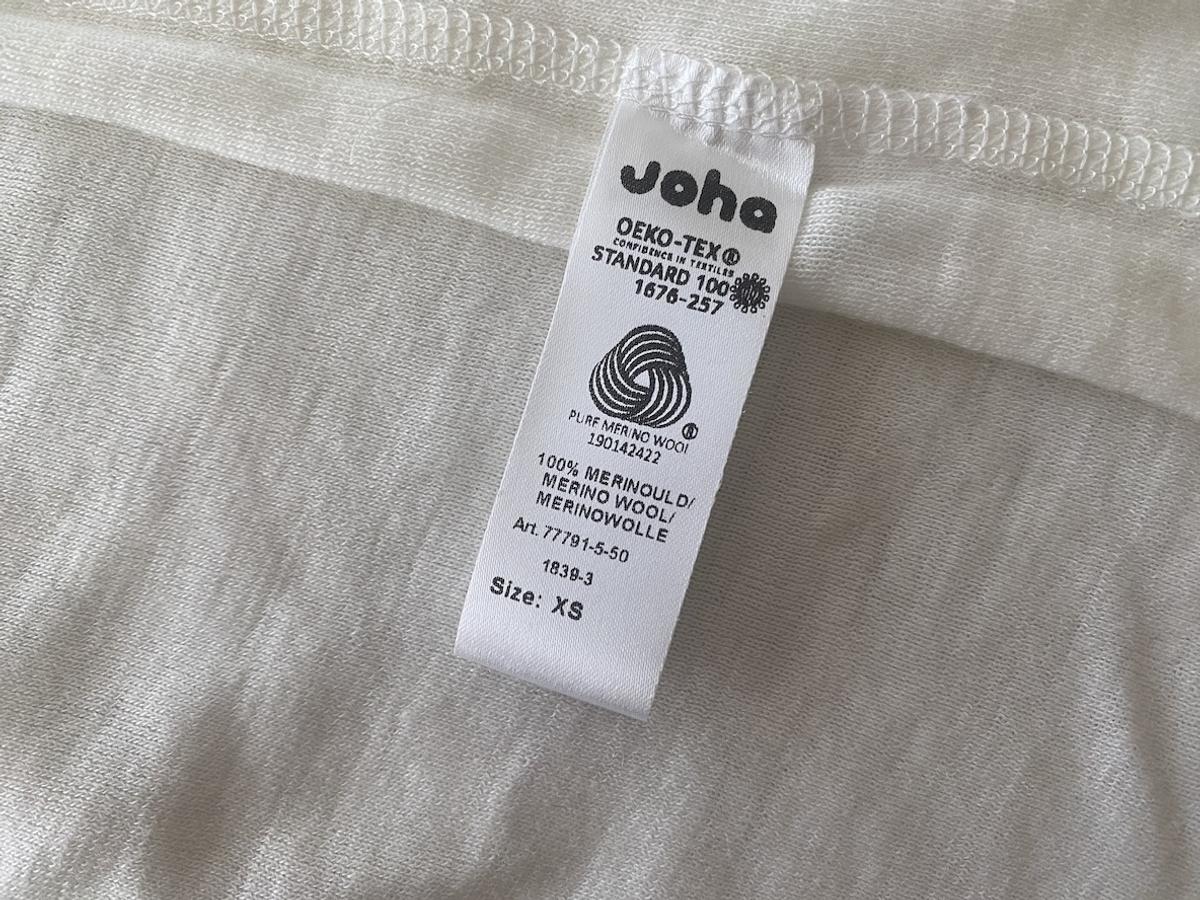 Joha
OEKO-TEX®
CONFIDENCE IN TEXTILES
STANDARD 100
1676-257
PURE MERINO WOOL
®
190142422
100% MERINOULD/
MERINO WOOL/
MERINOWOLLE
Art. 77791-5-50
1839-3
Size: XS